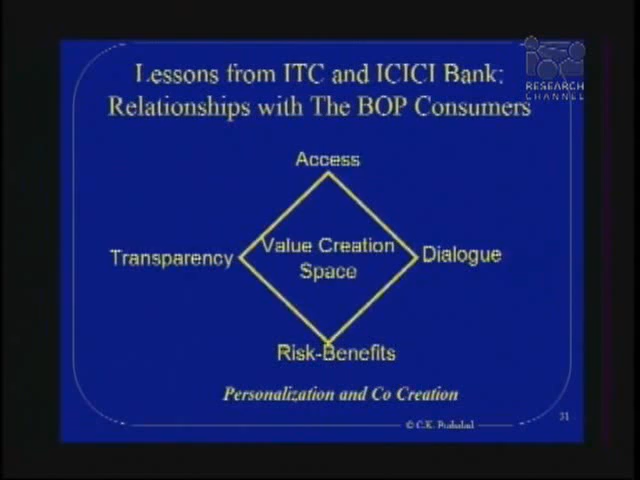 Lessons from ITC and ICICI Bank:
Relationships with The BOP Consumers
RESEARCH
CHANNEL
Access
Transparency
Value Creation
Space
Dialogue
Risk-Benefits
Personalization and Co Creation
© C.K. Prahalad
31